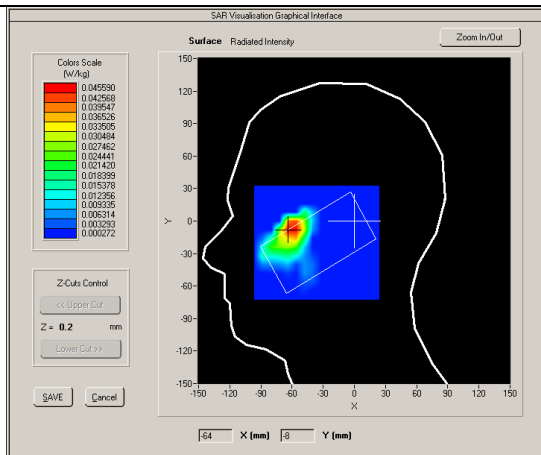 SAR Visualisation Graphical Interface
Surface Radiated Intensity
Zoom In/Out
Colors Scale
(W/kg)
0.045590
0.042568
0.039547
0.036526
0.033505
0.030484
0.027462
0.024441
0.021420
0.018399
0.015378
0.012356
0.009335
0.006314
0.003293
0.000272
Z-Cuts Control
<< Upper Cut
Z = 0.2 mm
Lower Cut >>
SAVE Cancel
150
120
90
60
30
0
-30
-60
-90
-120
-150
Y
-150 -120 -90 -60 -30 0 30 60 90 120 150
X
-64 X (mm) -8 Y (mm)